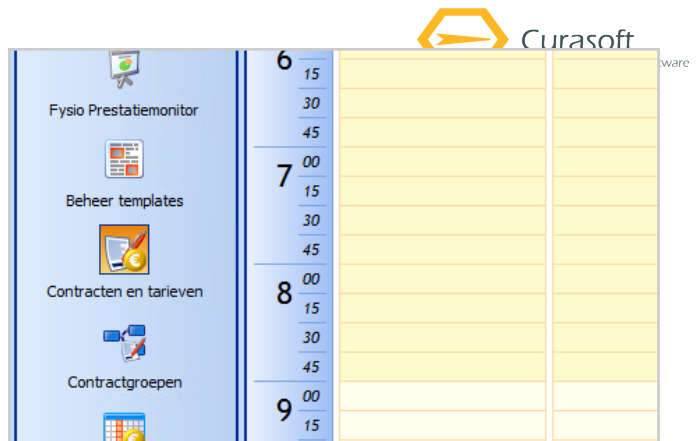 Curasoft
tware
Fysio Prestatiemonitor
Beheer templates
Contracten en tarieven
Contractgroepen
6
15
30
45
7 00
15
30
45
8 00
15
30
45
9 00
15